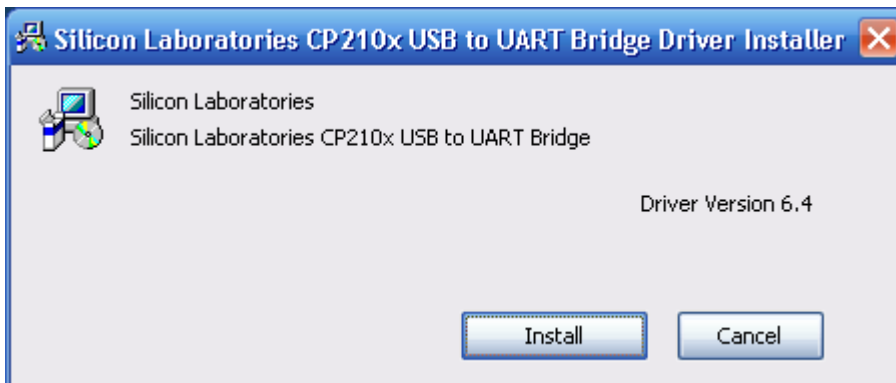 Silicon Laboratories CP210x USB to UART Bridge Driver Installer
Silicon Laboratories
Silicon Laboratories CP210x USB to UART Bridge
Driver Version 6.4
Install Cancel